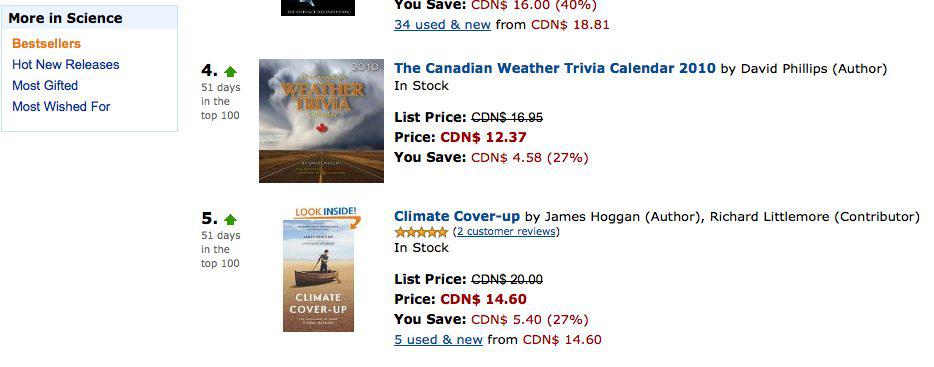 You Save: CDN$ 16.00 (40%)
34 used & new from CDN$ 18.81
More in Science
Bestsellers
Hot New Releases
Most Gifted
Most Wished For
4.
51 days
in the
top 100
2010
WEATHER
TRIVIA
The Canadian Weather Trivia Calendar 2010 by David Phillips (Author)
In Stock
List Price: CDN$ 16.95
Price: CDN$ 12.37
You Save: CDN$ 4.58 (27%)
5.
51 days
in the
top 100
LOOK INSIDE!
JAMES HOGGAN
CLIMATE
COVER-UP
Climate Cover-up by James Hoggan (Author), Richard Littlemore (Contributor)
(2 customer reviews)
In Stock
List Price: CDN$ 20.00
Price: CDN$ 14.60
You Save: CDN$ 5.40 (27%)
5 used & new from CDN$ 14.60